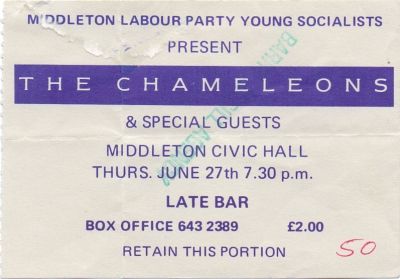 MIDDLETON LABOUR PARTY YOUNG SOCIALISTS
PRESENT
THE CHAMELEONS
& SPECIAL GUESTS
MIDDLETON CIVIC HALL
THURS. JUNE 27th 7.30 p.m.
LATE BAR
BOX OFFICE 643 2389 £2.00
RETAIN THIS PORTION
50